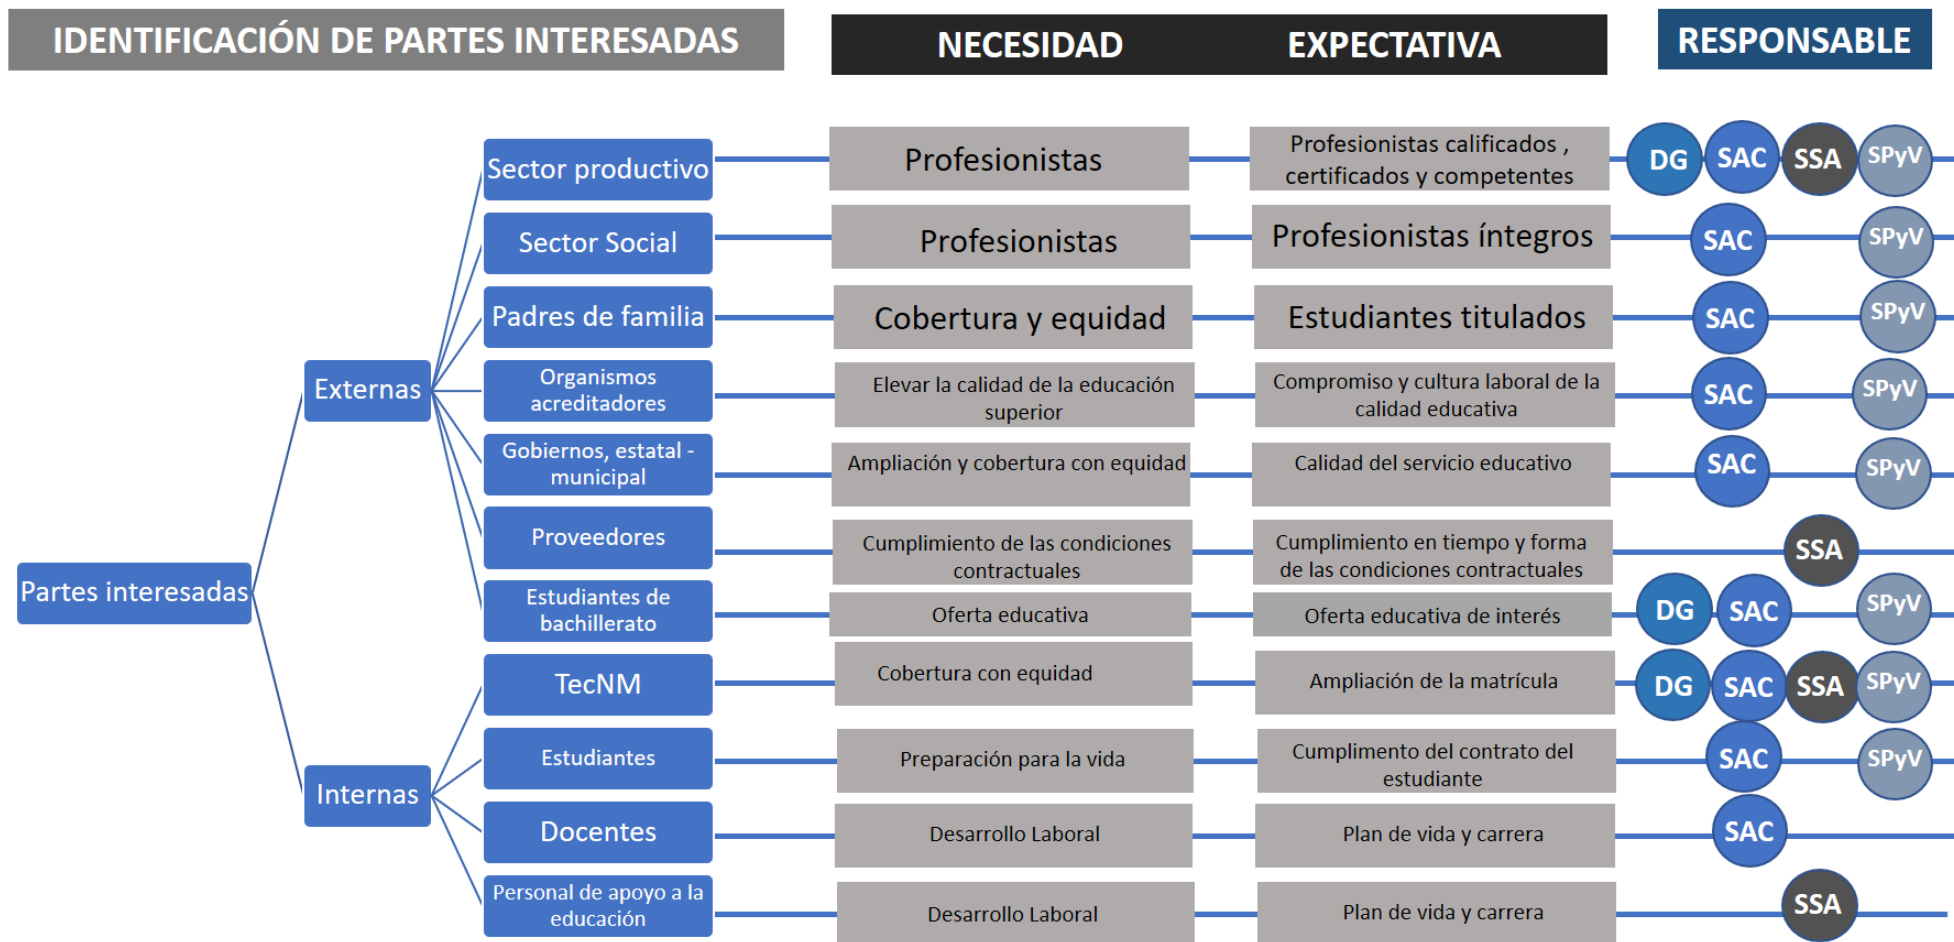 IDENTIFICACIÓN DE PARTES INTERESADAS
NECESIDAD
EXPECTATIVA
RESPONSABLE
Partes interesadas
Externas
Sector productivo
Profesionistas
Profesionistas calificados ,
certificados y competentes
DG
SAC
SSA
SPyV
Sector Social
Profesionistas
Profesionistas íntegros
SAC
SPyV
Padres de familia
Cobertura y equidad
Estudiantes titulados
SAC
SPyV
Organismos
acreditadores
Elevar la calidad de la educación
superior
Compromiso y cultura laboral de la
calidad educativa
SAC
SPyV
Gobiernos, estatal -
municipal
Ampliación y cobertura con equidad
Calidad del servicio educativo
SAC
SPyV
Proveedores
Cumplimiento de las condiciones
contractuales
Cumplimiento en tiempo y forma
de las condiciones contractuales
SSA
Estudiantes de
bachillerato
Oferta educativa
Oferta educativa de interés
DG
SAC
SPyV
Internas
TecNM
Cobertura con equidad
Ampliación de la matrícula
DG
SAC
SSA
SPyV
Estudiantes
Preparación para la vida
Cumplimento del contrato del
estudiante
SAC
SPyV
Docentes
Desarrollo Laboral
Plan de vida y carrera
SAC
Personal de apoyo a la
educación
Desarrollo Laboral
Plan de vida y carrera
SSA